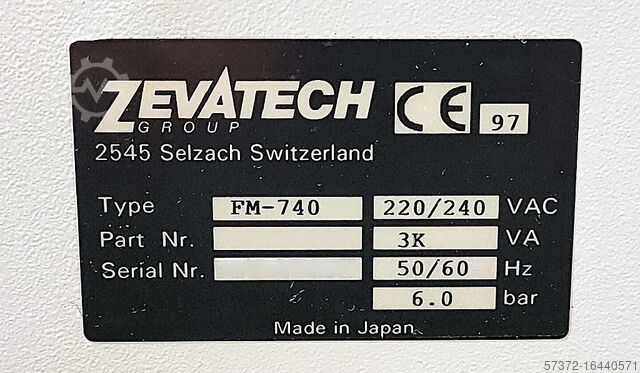 ZEVATECH
GROUP
CE 97
2545 Selzach Switzerland
Type FM-740 220/240 VAC
Part Nr. 3K VA
Serial Nr. 50/60 Hz
6.0 bar
Made in Japan
57372-16440571